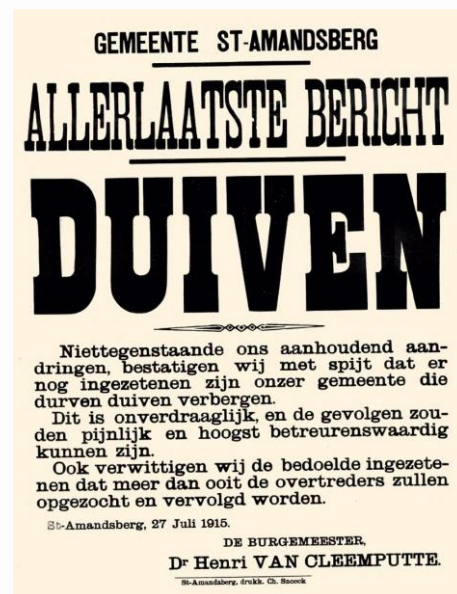 GEMEENTE ST-AMANDSBERG
ALLERLAATSTE BERICHT
DUIVEN
Niettegenstaande ons aanhoudend aan-
dringen, bestatigen wij met spijt dat er
nog ingezetenen zijn onzer gemeente die
durven duiven verbergen.
Dit is onverdraaglijk, en de gevolgen zou-
den pijnlijk en hoogst betreurenswaardig
kunnen zijn.
Ook verwittigen wij de bedoelde ingezete-
nen dat meer dan ooit de overtreders zullen
opgezocht en vervolgd worden.
St-Amandsberg, 27 Juli 1915.
DE BURGEMEESTER,
Dr Henri VAN CLEEMPUTTE.
St-Amandsberg, drukk. Ch. Snoeck